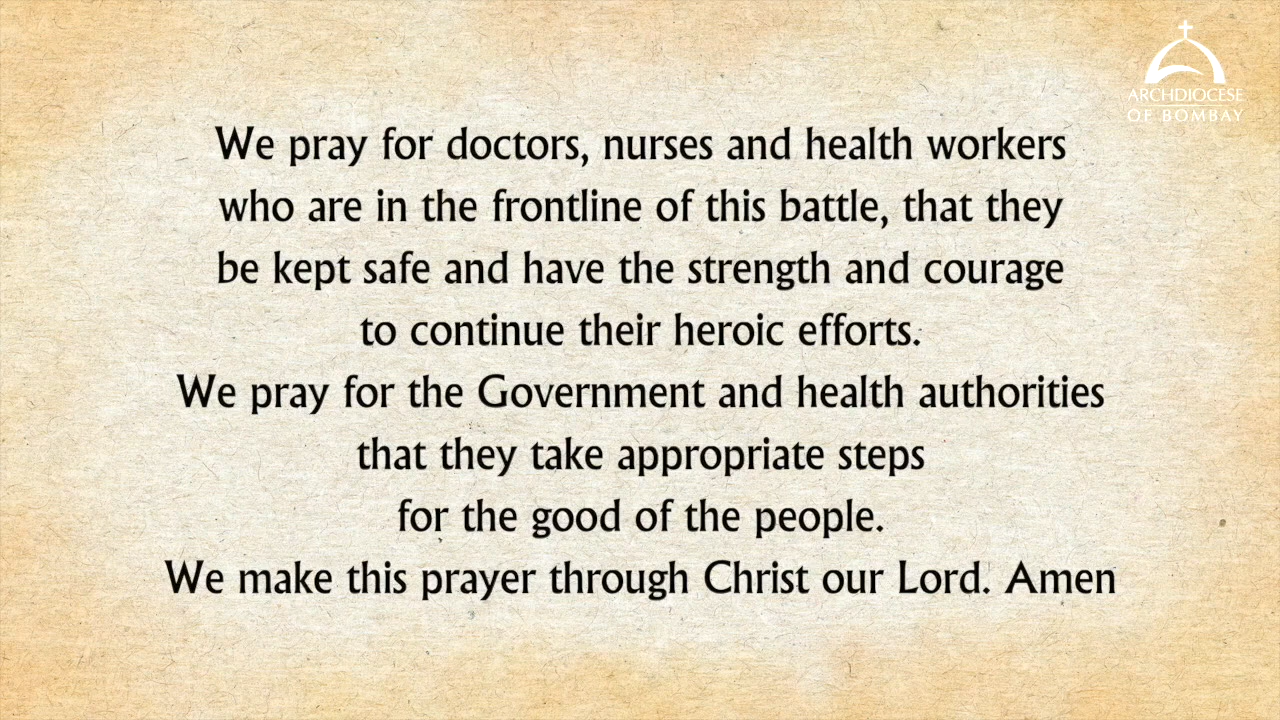 ARCHDIOCESE
OF BOMBAY
We pray for doctors, nurses and health workers
who are in the frontline of this battle, that they
be kept safe and have the strength and courage
to continue their heroic efforts.
We pray for the Government and health authorities
that they take appropriate steps
for the good of the people.
We make this prayer through Christ our Lord. Amen